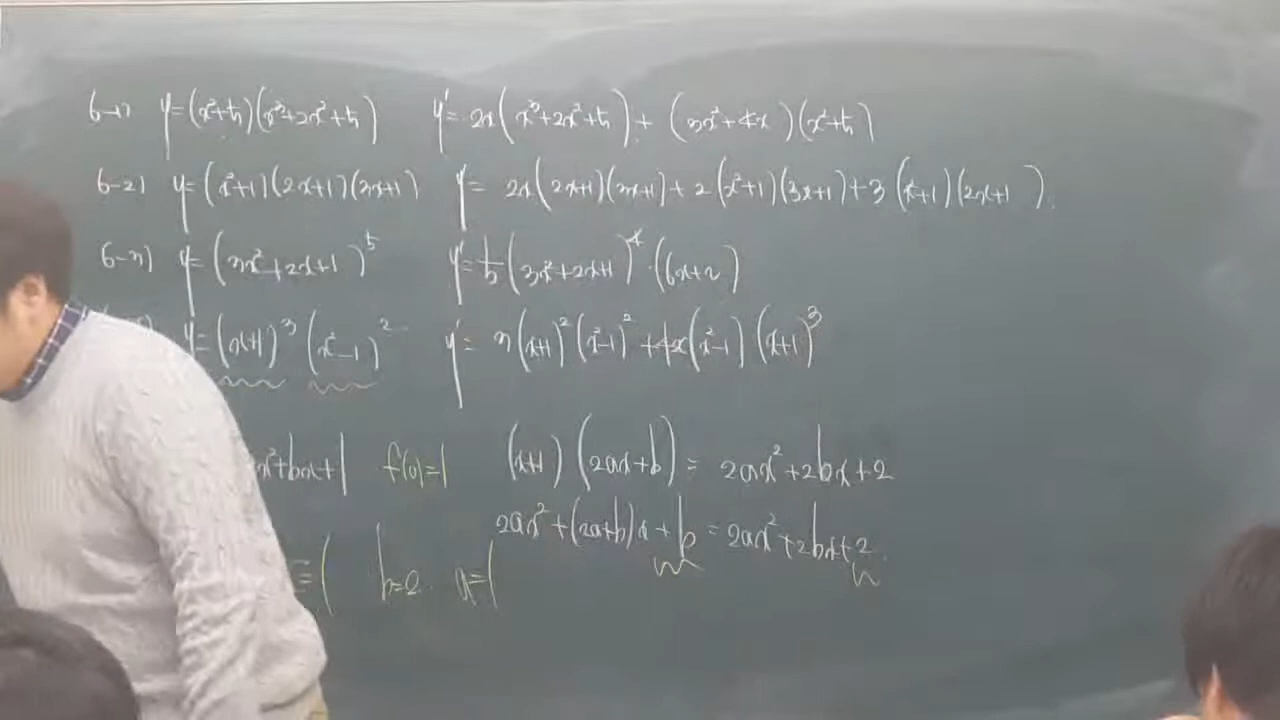 6-1) y=(x²+5)(x³+2x²+5) y'= 2x(x³+2x²+5)+(3x²+4x)(x²+5)
6-2) y=(x²+1)(2x+1)(3x+1) y'= 2x(2x+1)(3x+1)+2(x²+1)(3x+1)+3(x²+1)(2x+1).
6-3) y=(3x²+2x+1)⁵ y'=5(3x²+2x+1)⁴·(6x+2)
y=(x+1)³(x²-1)² y'= 3(x+1)²(x²-1)²+4x(x²-1)(x+1)³
x²+bx+1 f(0)=1 (x+1)(2ax+b)= 2ax²+2bx+2
2ax²+(2a+b)x+b=2ax²+2bx+2.
b=2. a=1